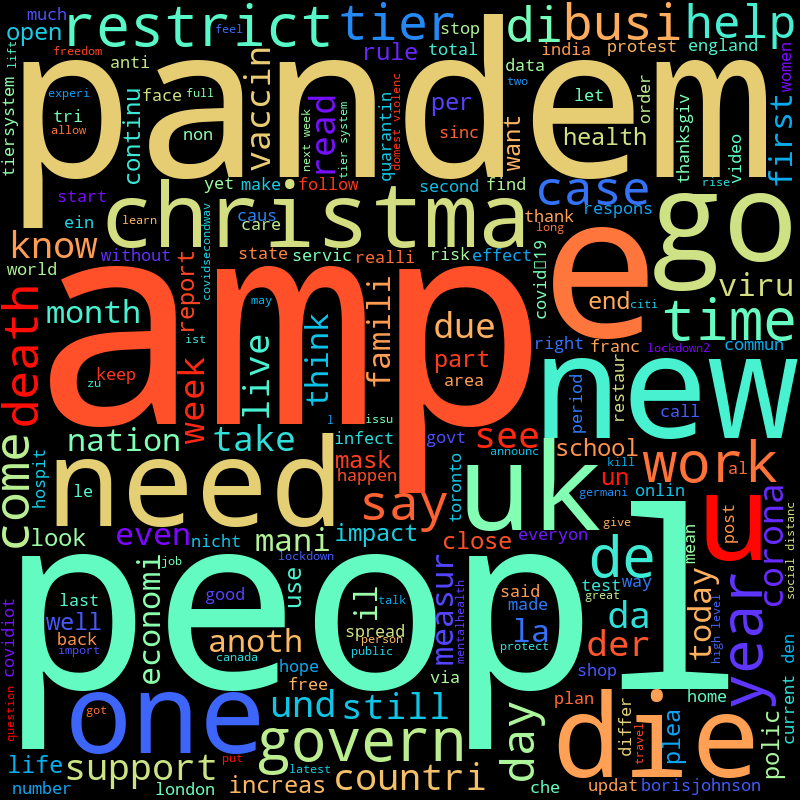 much
feel
stop
freedom
open
restrict
tier
di
busi
help
lift
anti
rule
total
india
protest
england
women
pandem
experi
full
two
data
let
order
tiersystem
tri
allow
non
continu
face
vaccin
read
next week
tier system
quarantin
domest violenc
per
sinc
want
health
thanksgiv
video
first
start
yet
make
follow
second
find
case
rise
christma
caus
care
learn
thank
respons
long
go
know
without
state
servic
realli
risk
effect
world
covidsecondwav
may
covid 19
end
citi
viru
death
month
report
week
live
think
famili
due
part
area
amp
e
right
franc
lockdown2
time
commun
ist
keep
zu
period
restaur
call
new
l
issu
come
nation
take
infect
govt
see
announc
school
kill
al
work
hospit
le
need
mask
happen
say
toronto
uk
germani
un
onlin
give
look
even
nicht
mani
impact
close
everyon
u
post
mean
social distanc
corona
peopl
job
lockdown
use
de
test
way
great
last
good
il
talk
measur
mentalhealth
said
made
da
today
high level
year
covidiot
well
back
import
economi
anoth
spread
person
public
canada
la
protect
der
hope
free
via
shop
question
got
one
und
still
day
plan
home
differ
travel
plea
den
current
polic
life
support
govern
put
die
number
london
increas
latest
countri
che
updat
borisjohnson